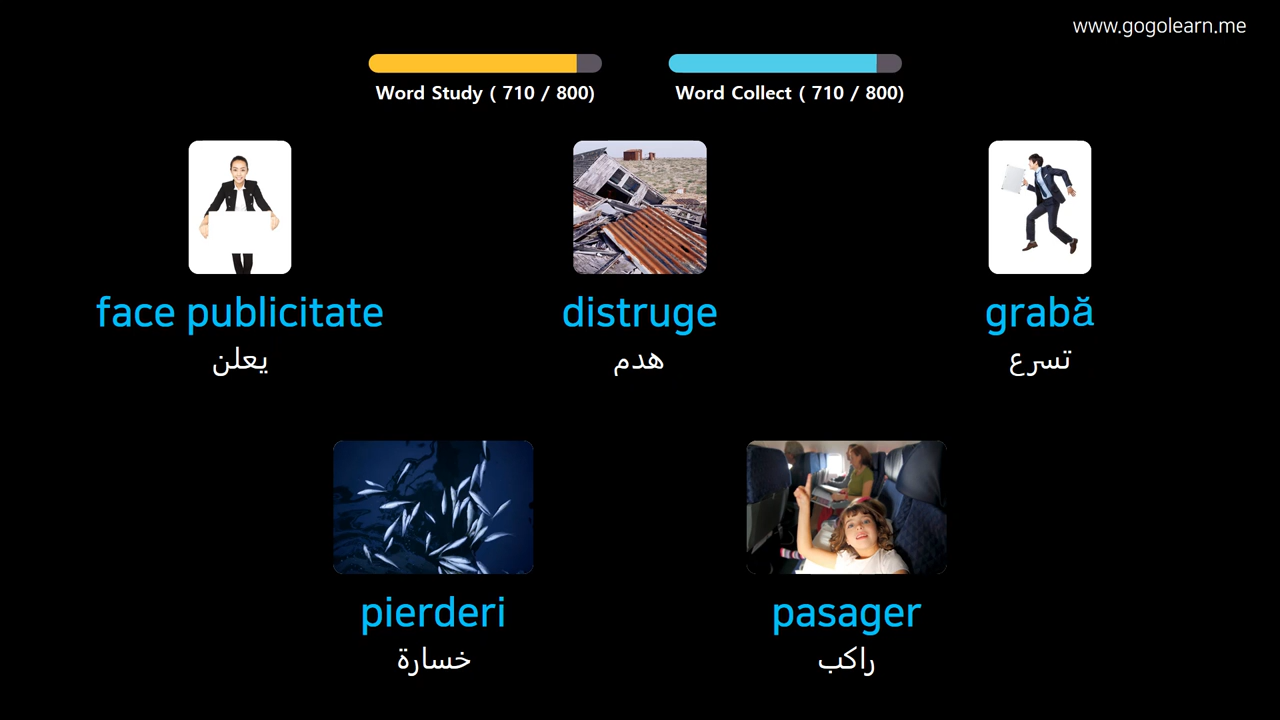 www.gogolearn.me
Word Study ( 710 / 800)
Word Collect ( 710 / 800)
face publicitate
distruge
grabă
يعلن
هدم
تسرع
pierderi
pasager
خسارة
راكب